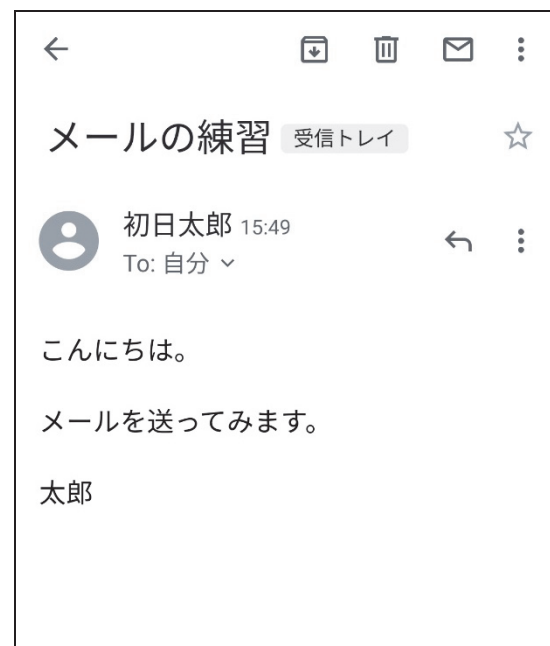 メールの練習 受信トレイ
初日太郎 15:49
To: 自分
こんにちは。
メールを送ってみます。
太郎